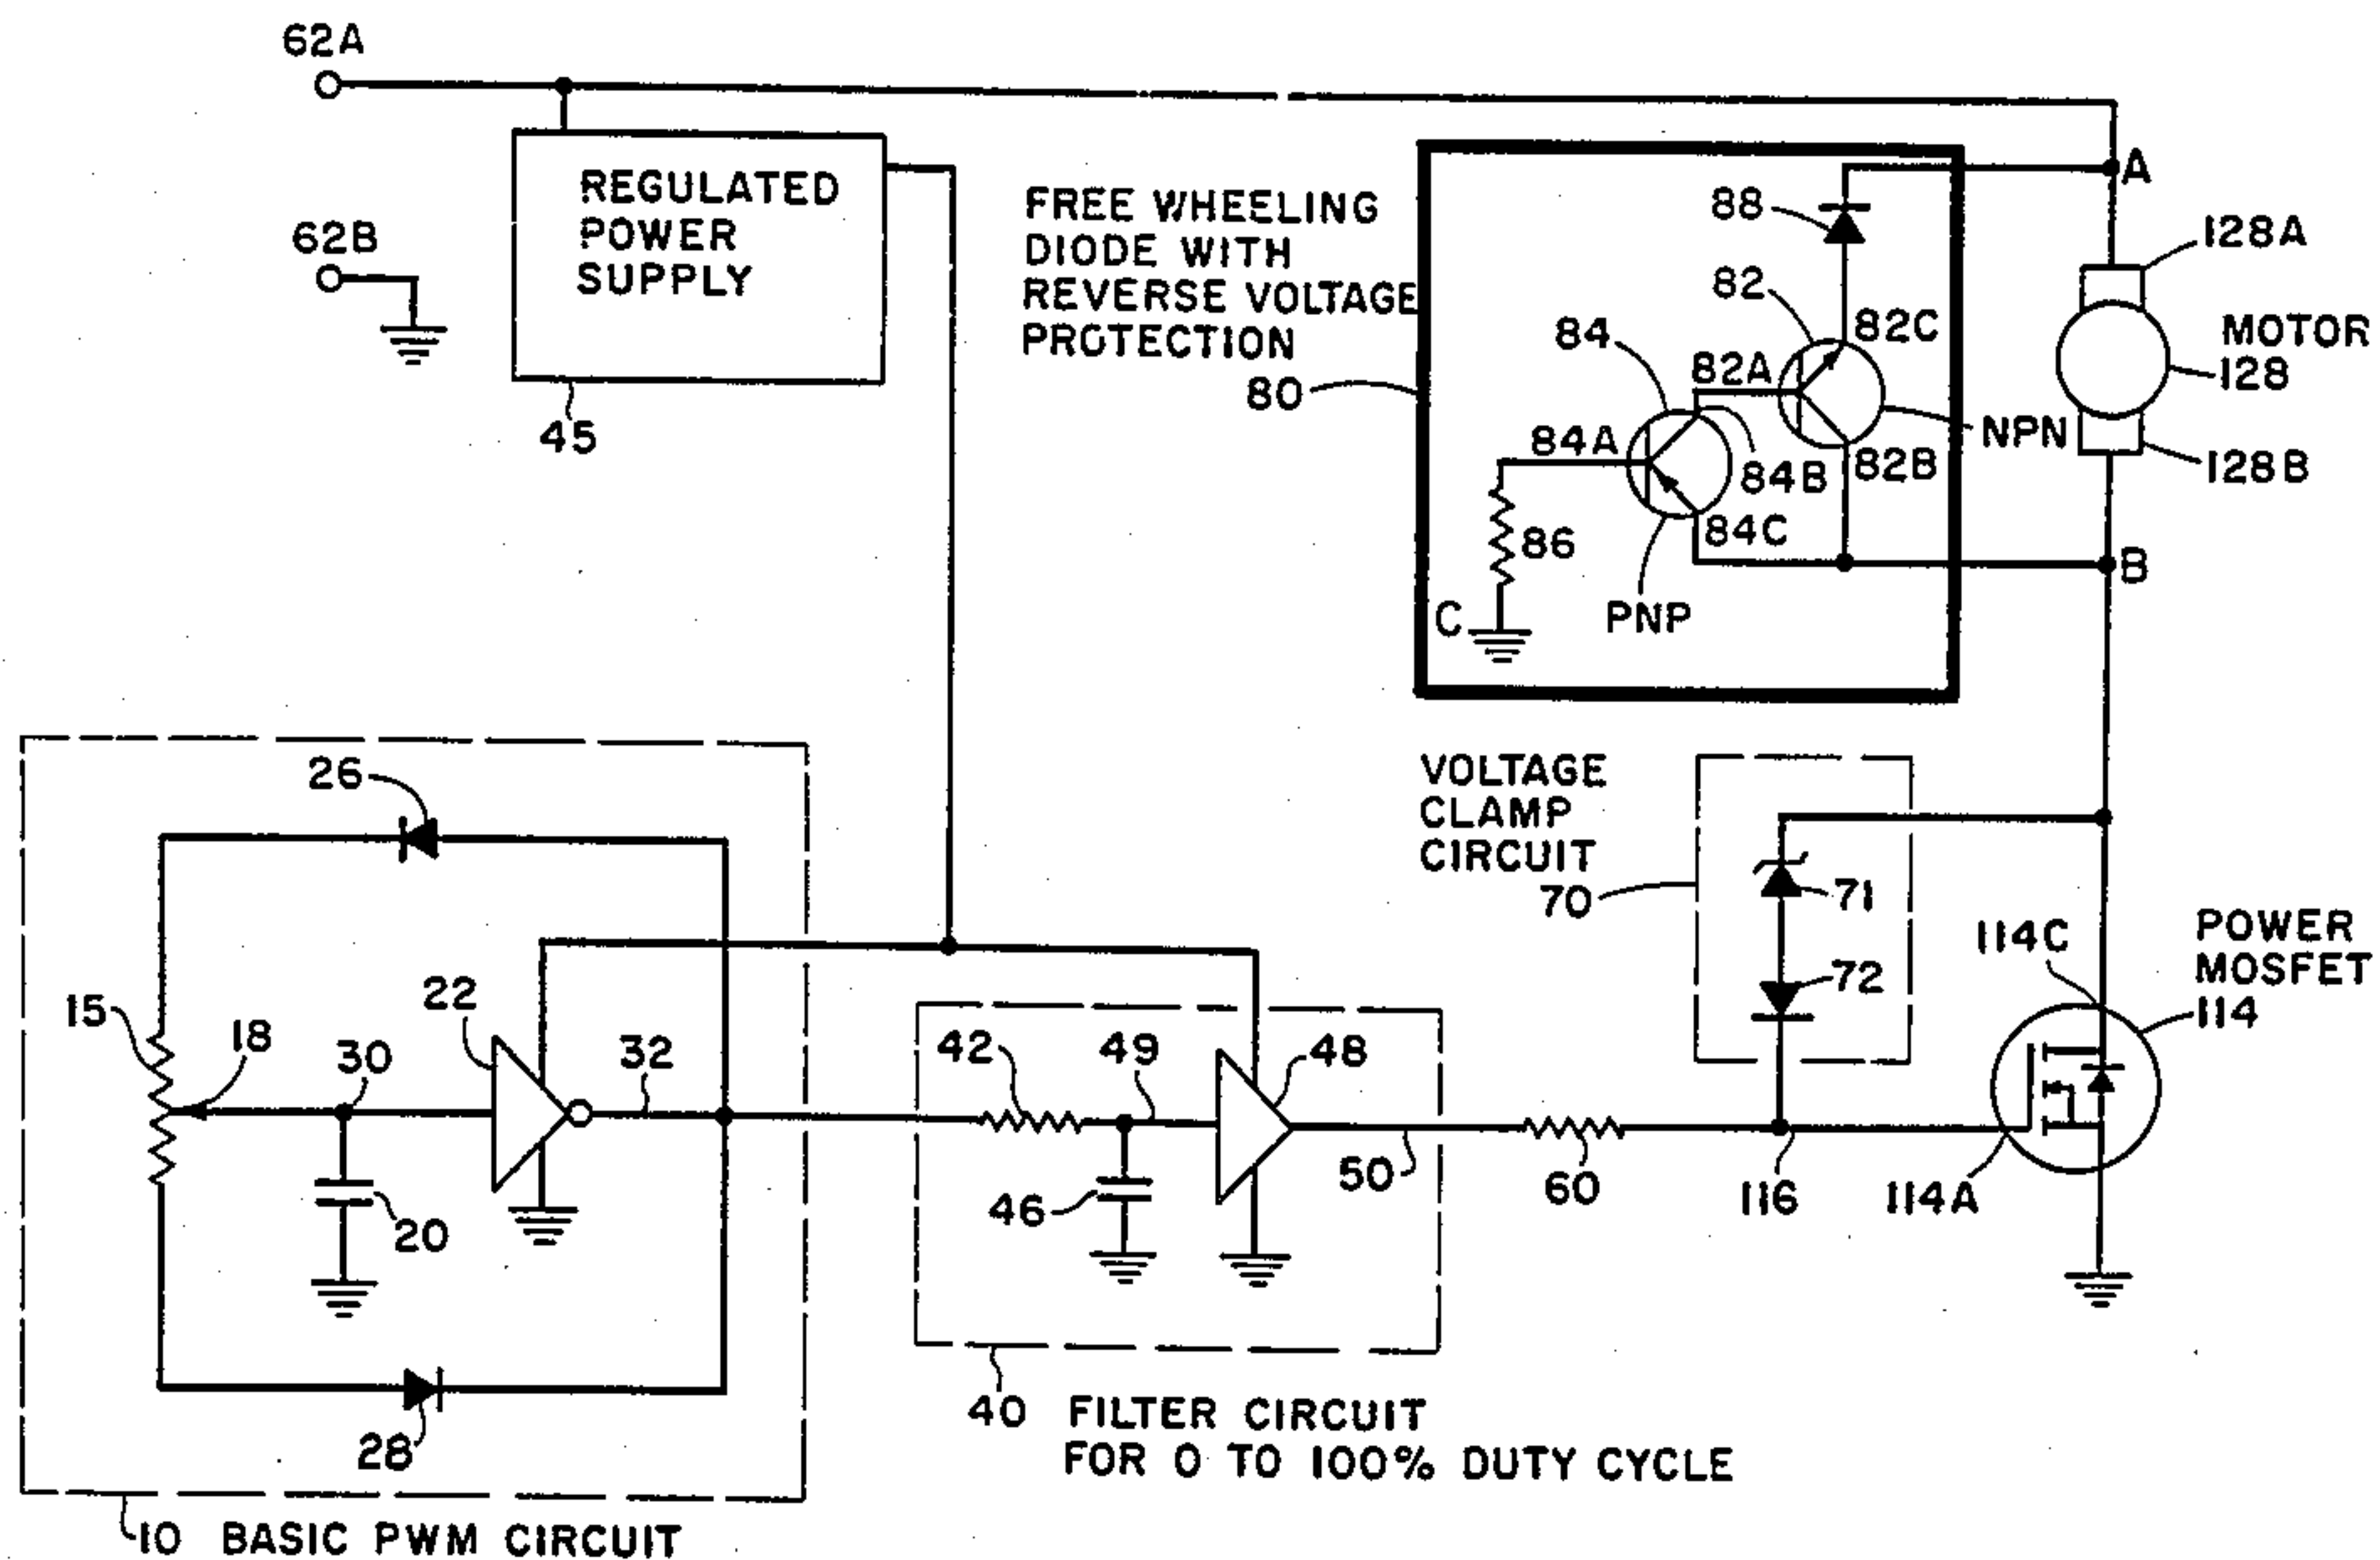 62A
62B
REGULATED
POWER
SUPPLY
45
FREE WHEELING
DIODE WITH
REVERSE VOLTAGE
PROTECTION
80
88
82
82C
84
82A
84A
84B
82B
NPN
86
84C
C
PNP
A
128A
MOTOR
128
128B
B
26
15
18
30
22
32
20
28
10 BASIC PWM CIRCUIT
42
49
48
46
50
40 FILTER CIRCUIT
FOR 0 TO 100% DUTY CYCLE
60
VOLTAGE
CLAMP
CIRCUIT
70
71
72
116
114A
114C
POWER
MOSFET
114